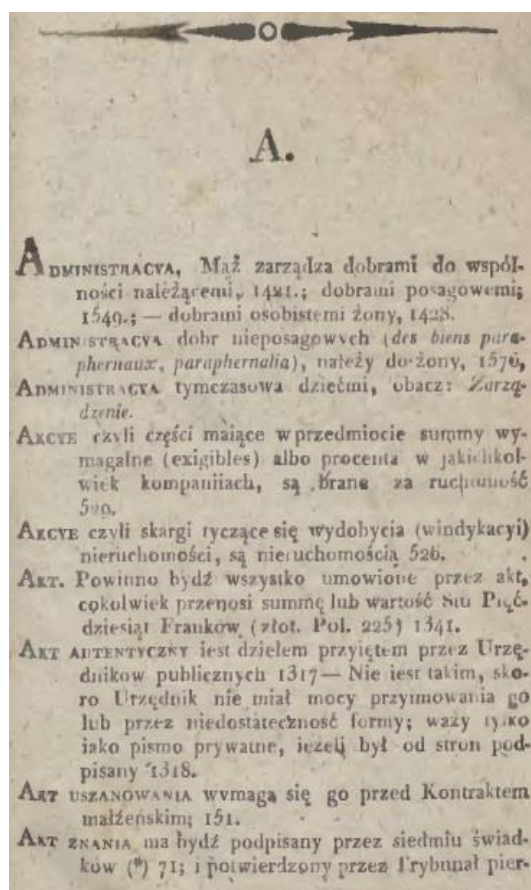 A.
ADMINISTRACYA, Mąż zarządza dobrami do wspól-
ności należącemi, 1421.; dobrami posagowemi;
1549.; — dobrami osobistemi żony, 1428.
ADMINISTRACYA dobr nieposagowych (des biens para-
phernaux, paraphernalia), należy do żony, 1576,
ADMINISTRACYA tymczasowa dziećmi, obacz: Zarzą-
dzenie.
AKCYE czyli części maiące w przedmiocie summy wy-
magalne (exigibles) albo procenta w jakichkol-
wiek kompaniiach, są brane za ruchomość
529.
AKCYE czyli skargi tyczące się wydobycia (windykacyi)
nieruchomości, są nieruchomością 526.
AKT. Powinno bydź wszystko umowione przez akt,
cokolwiek przenosi summę lub wartość Stu Pięć-
dziesiąt Franków (złot. Pol. 225) 1341.
AKT AUTENTYCZNY iest dziełem przyiętem przez Urzę-
dnikow publicznych 1317 — Nie iest takim, sko-
ro Urzędnik nie miał mocy przyimowania go
lub przez niedostateczność formy; waży tylko
iako pismo prywatne, ieżeli był od stron pod-
pisany 1318.
AKT USZANOWANIA wymaga się go przed Kontraktem
małżeńskim; 151.
AKT ZNANIA ma bydź podpisany przez siedmiu świad-
kow (*) 71; i potwierdzony przez Trybunał pier-